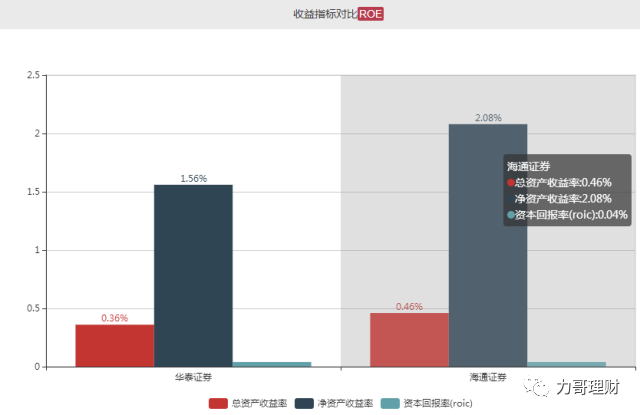 收益指标对比ROE
2.5
2
1.5
1
0.5
0
0.36%
1.56%
0.46%
2.08%
海通证券
总资产收益率:0.46%
净资产收益率:2.08%
资本回报率(roic):0.04%
华泰证券
海通证券
总资产收益率 净资产收益率 资本回报率(roic)
力哥理财